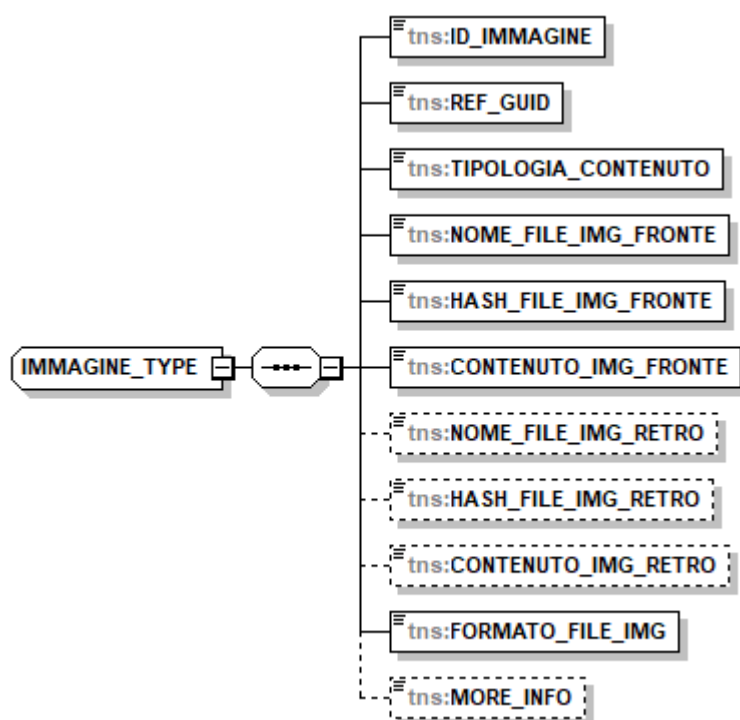 tns:ID_IMMAGINE
tns:REF_GUID
tns:TIPOLOGIA_CONTENUTO
tns:NOME_FILE_IMG_FRONTE
tns:HASH_FILE_IMG_FRONTE
IMMAGINE_TYPE
tns:CONTENUTO_IMG_FRONTE
tns:NOME_FILE_IMG_RETRO
tns:HASH_FILE_IMG_RETRO
tns:CONTENUTO_IMG_RETRO
tns:FORMATO_FILE_IMG
tns:MORE_INFO